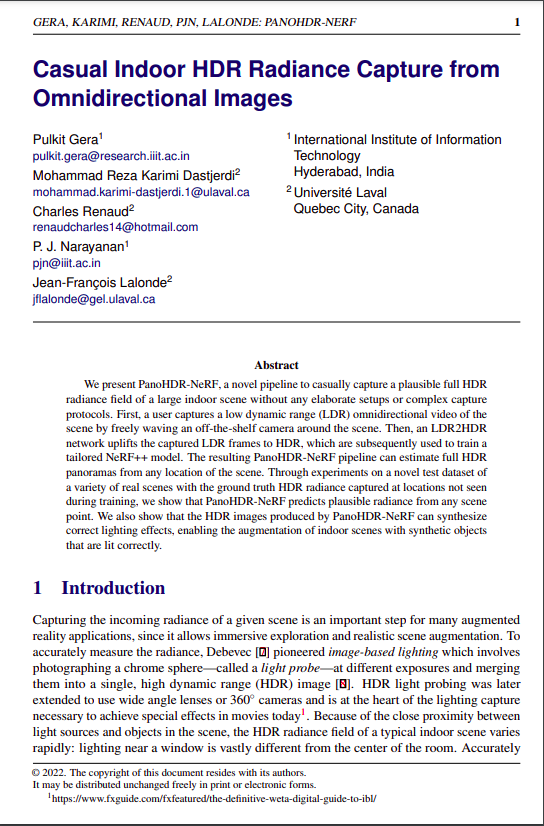 GERA, KARIMI, RENAUD, PJN, LALONDE: PANOHDR-NERF 1
Casual Indoor HDR Radiance Capture from
Omnidirectional Images
Pulkit Gera1
pulkit.gera@research.iiit.ac.in
Mohammad Reza Karimi Dastjerdi2
mohammad.karimi-dastjerdi.1@ulaval.ca
Charles Renaud2
renaudcharles14@hotmail.com
P. J. Narayanan1
pjn@iiit.ac.in
Jean-François Lalonde2
jflalonde@gel.ulaval.ca
1 International Institute of Information
Technology
Hyderabad, India
2 Université Laval
Quebec City, Canada
Abstract
We present PanoHDR-NeRF, a novel pipeline to casually capture a plausible full HDR
radiance field of a large indoor scene without any elaborate setups or complex capture
protocols. First, a user captures a low dynamic range (LDR) omnidirectional video of the
scene by freely waving an off-the-shelf camera around the scene. Then, an LDR2HDR
network uplifts the captured LDR frames to HDR, which are subsequently used to train a
tailored NeRF++ model. The resulting PanoHDR-NeRF pipeline can estimate full HDR
panoramas from any location of the scene. Through experiments on a novel test dataset of
a variety of real scenes with the ground truth HDR radiance captured at locations not seen
during training, we show that PanoHDR-NeRF predicts plausible radiance from any scene
point. We also show that the HDR images produced by PanoHDR-NeRF can synthesize
correct lighting effects, enabling the augmentation of indoor scenes with synthetic objects
that are lit correctly.
1 Introduction
Capturing the incoming radiance of a given scene is an important step for many augmented
reality applications, since it allows immersive exploration and realistic scene augmentation. To
accurately measure the radiance, Debevec [] pioneered image-based lighting which involves
photographing a chrome sphere—called a light probe—at different exposures and merging
them into a single, high dynamic range (HDR) image []. HDR light probing was later
extended to use wide angle lenses or 360° cameras and is at the heart of the lighting capture
necessary to achieve special effects in movies today1. Because of the close proximity between
light sources and objects in the scene, the HDR radiance field of a typical indoor scene varies
rapidly: lighting near a window is vastly different from the center of the room. Accurately
© 2022. The copyright of this document resides with its authors.
It may be distributed unchanged freely in print or electronic forms.
1https://www.fxguide.com/fxfeatured/the-definitive-weta-digital-guide-to-ibl/